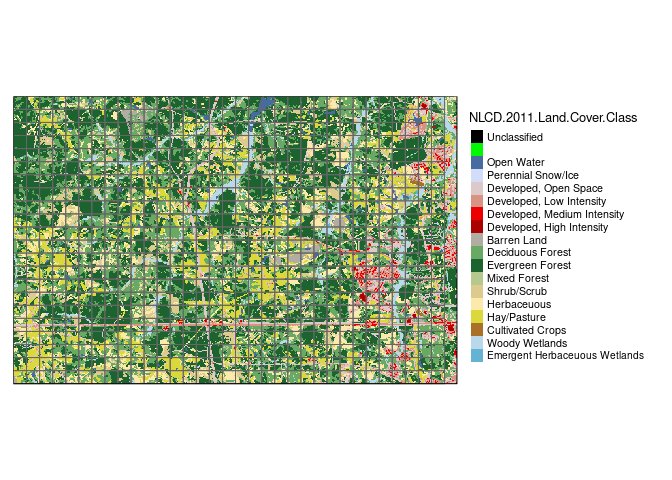 NLCD.2011.Land.Cover.Class
Unclassified
Open Water
Perennial Snow/Ice
Developed, Open Space
Developed, Low Intensity
Developed, Medium Intensity
Developed, High Intensity
Barren Land
Deciduous Forest
Evergreen Forest
Mixed Forest
Shrub/Scrub
Herbaceous
Hay/Pasture
Cultivated Crops
Woody Wetlands
Emergent Herbaceuous Wetlands